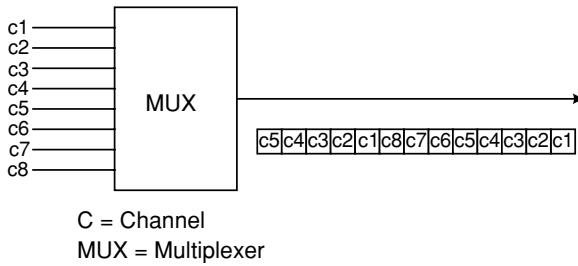 c1
c2
c3
c4
c5
c6
c7
c8
MUX
c5 c4 c3 c2 c1 c8 c7 c6 c5 c4 c3 c2 c1
C = Channel
MUX = Multiplexer